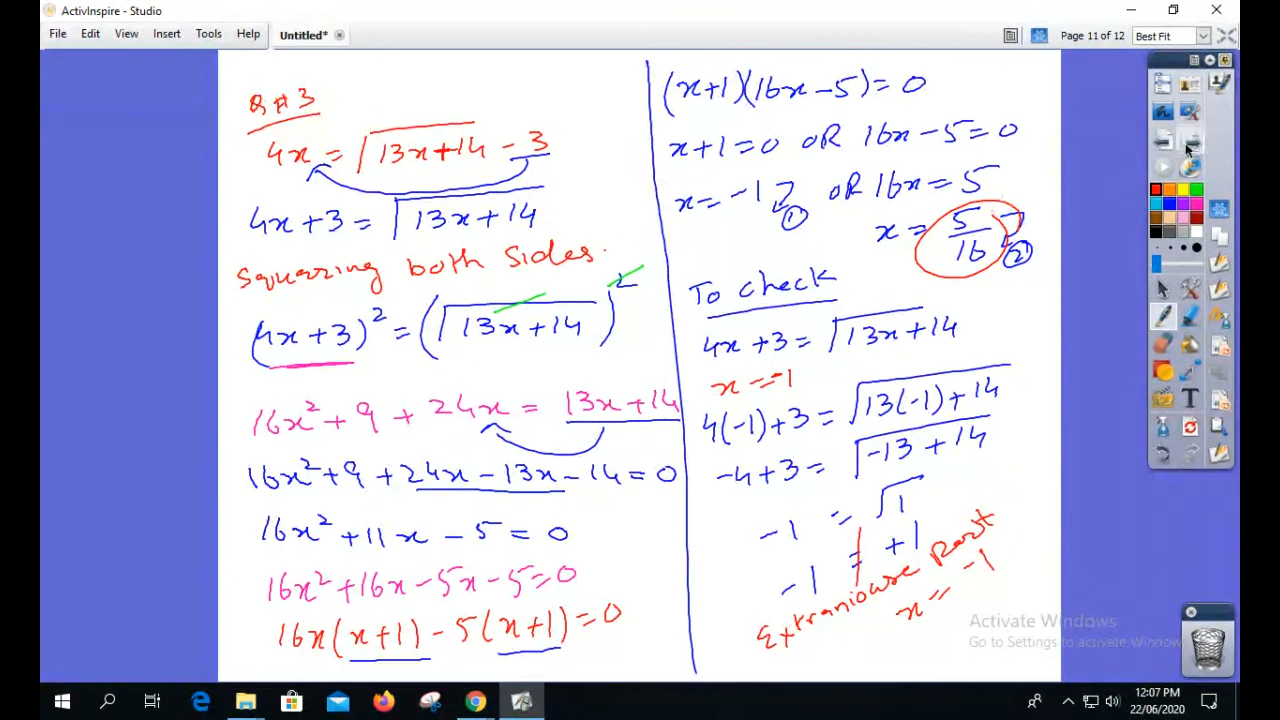 ActivInspire - Studio
File Edit View Insert Tools Help Untitled* Page 11 of 12 Best Fit
Q#3
4x = √13x+14 - 3
4x+3 = √13x+14
Squaring both Sides.
(4x+3)² = (√13x+14)²
16x²+9+24x = 13x+14
16x²+9+24x-13x-14=0
16x²+11x-5=0
16x²+16x-5x-5=0
16x(x+1)-5(x+1)=0
(x+1)(16x-5)=0
x+1=0 OR 16x-5=0
x=-1 ① OR 16x=5
x= 5/16 ②
To check
4x+3=√13x+14
x=-1
4(-1)+3=√13(-1)+14
-4+3=√-13+14
-1 = √1
-1 ≠ +1
Extraniouse Root
x=-1
Activate Windows
Go to Settings to activate Windows
12:07 PM
22/06/2020